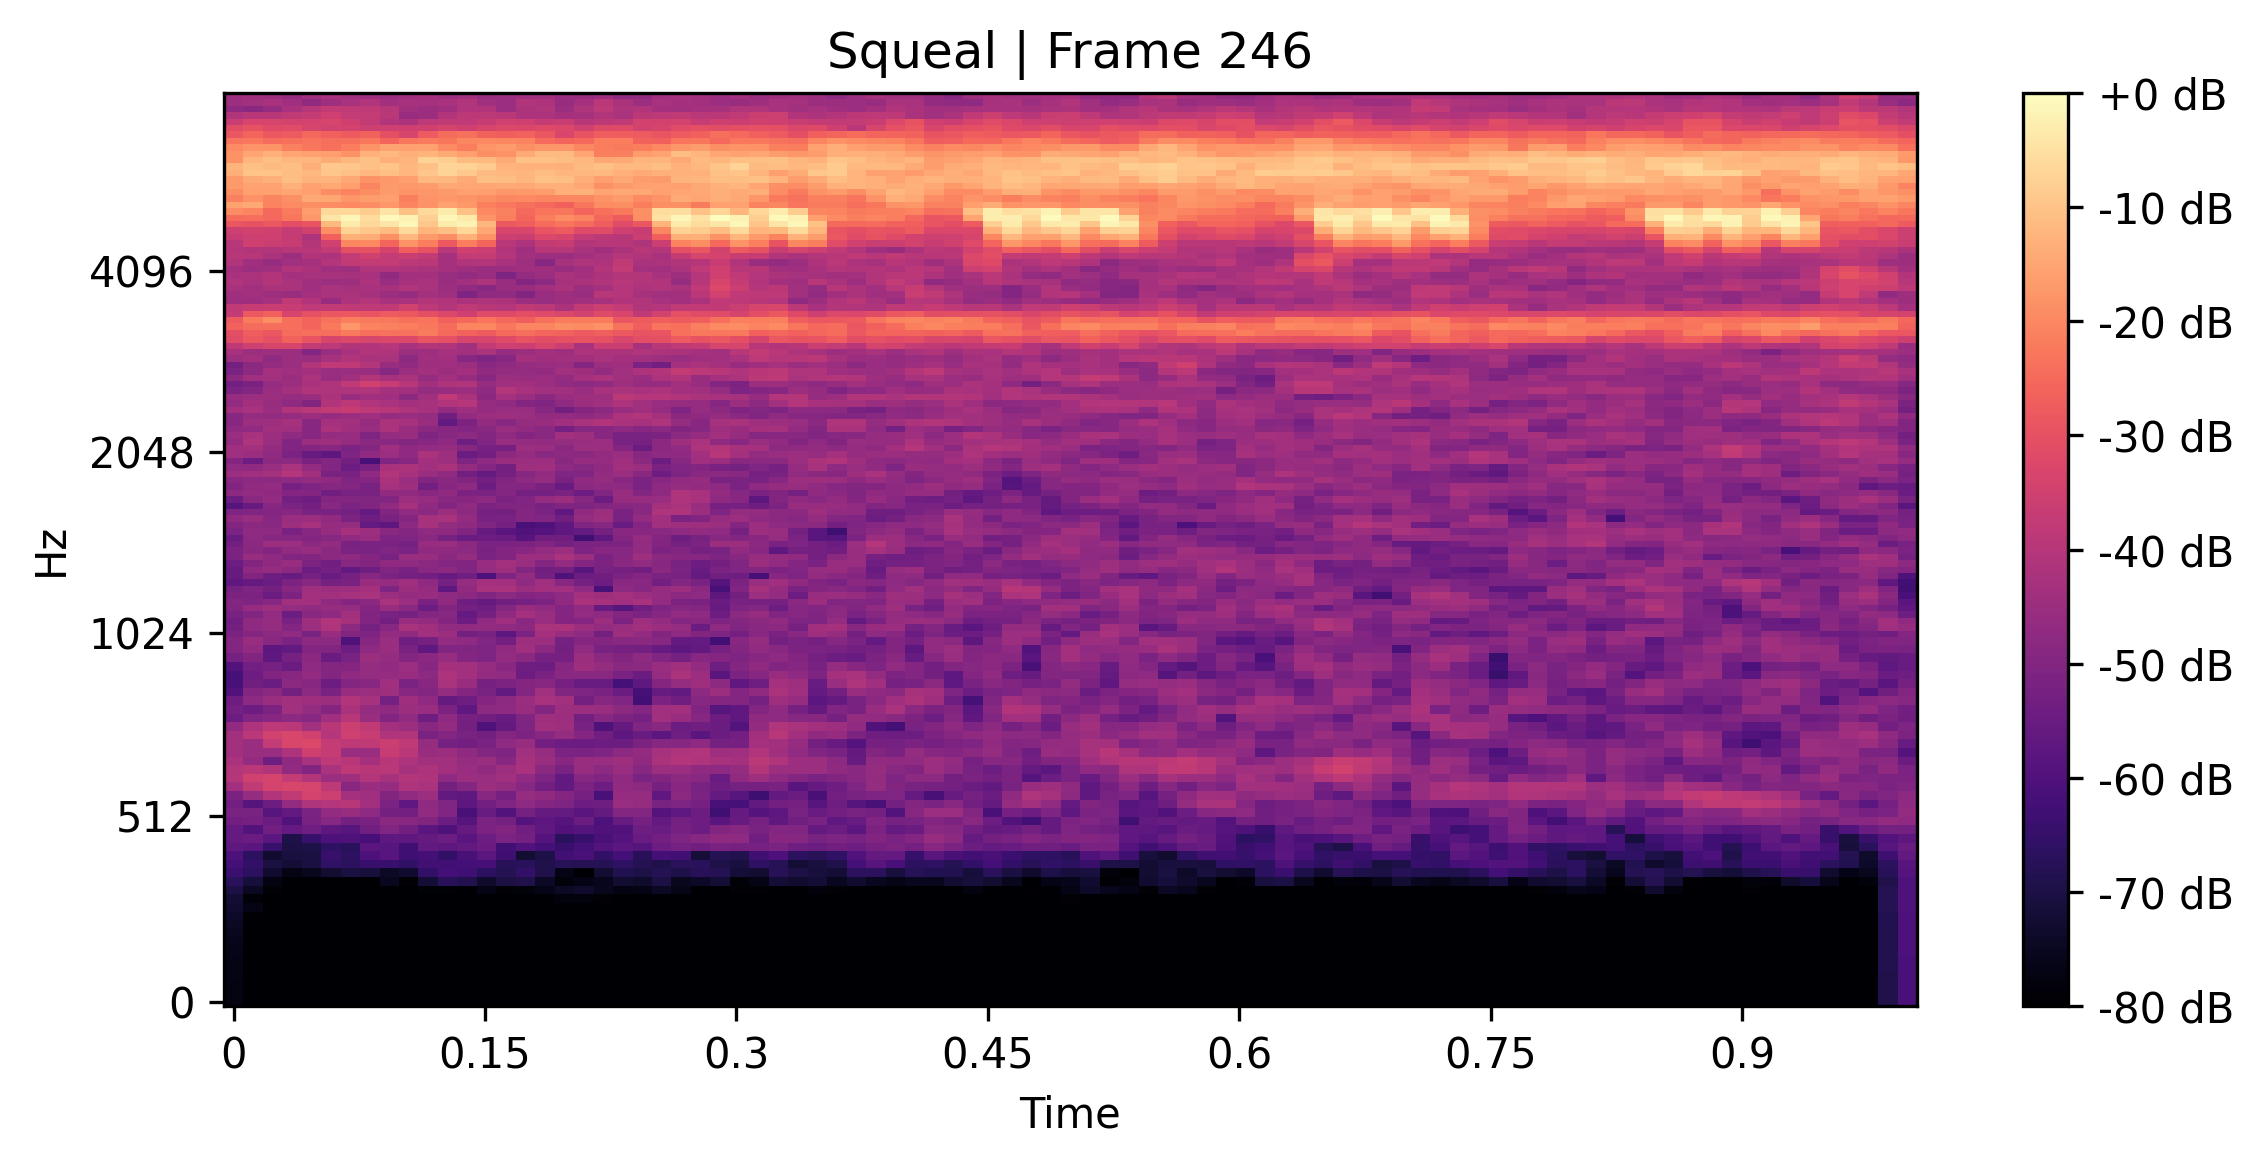 Squeal | Frame 246
+0 dB
-10 dB
4096
-20 dB
-30 dB
2048
-40 dB
Hz
1024
-50 dB
-60 dB
512
-70 dB
0
-80 dB
0 0.15 0.3 0.45 0.6 0.75 0.9
Time